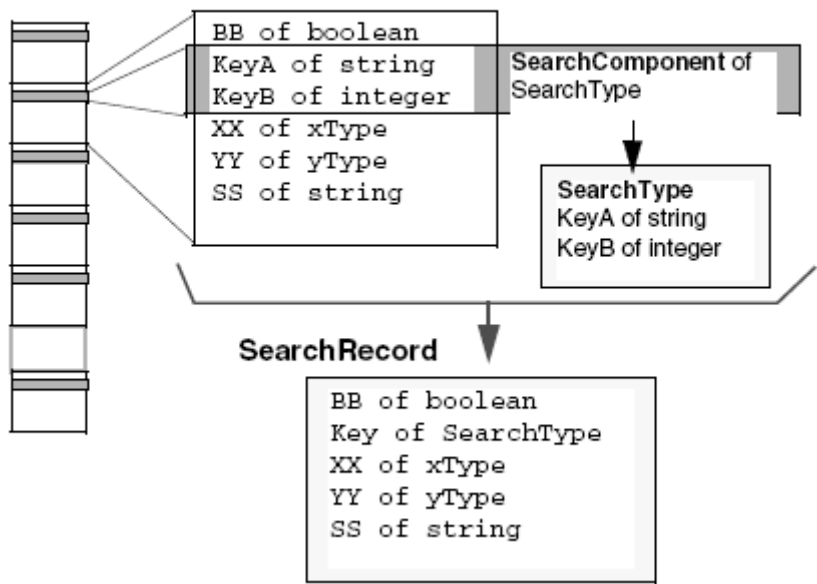 BB of boolean
KeyA of string
KeyB of integer
XX of xType
YY of yType
SS of string
SearchComponent of
SearchType
SearchType
KeyA of string
KeyB of integer
SearchRecord
BB of boolean
Key of SearchType
XX of xType
YY of yType
SS of string